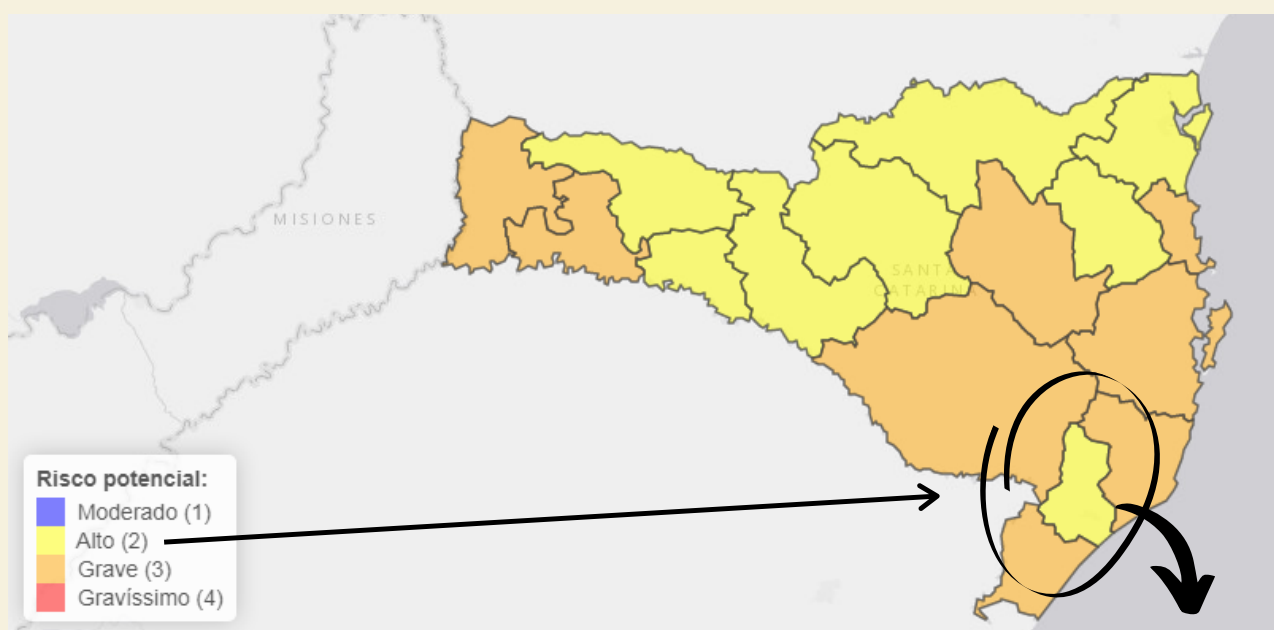 MISIONES
SANTA
CATARINA
Risco potencial:
Moderado (1)
Alto (2)
Grave (3)
Gravíssimo (4)